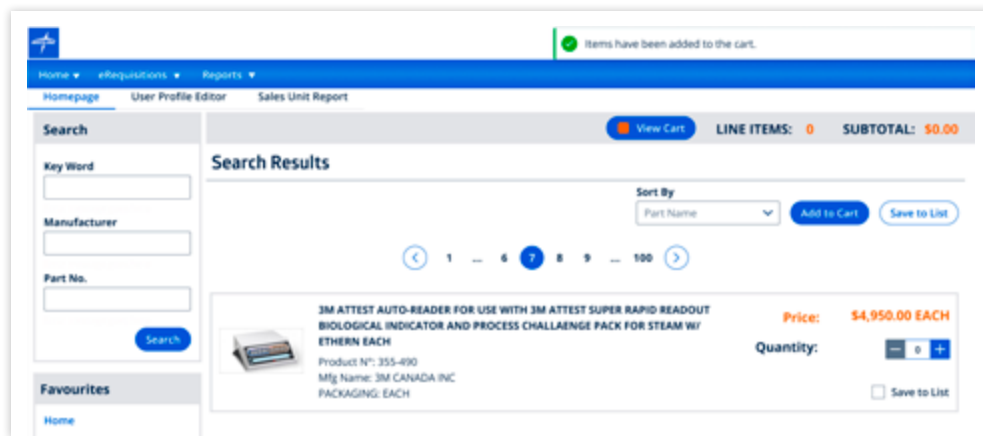 Items have been added to the cart.
Home eRequisitions Reports
Homepage User Profile Editor Sales Unit Report
Search
View Cart LINE ITEMS: 0 SUBTOTAL: $0.00
Key Word
Search Results
Manufacturer
Sort By
Part Name Add to Cart Save to List
Part No.
1 ... 6 7 8 9 ... 100
Search
3M ATTEST AUTO-READER FOR USE WITH 3M ATTEST SUPER RAPID READOUT
BIOLOGICAL INDICATOR AND PROCESS CHALLAENGE PACK FOR STEAM W/
ETHERN EACH
Product N°: 355-490
Mfg Name: 3M CANADA INC
PACKAGING: EACH
Price: $4,950.00 EACH
Quantity: - 0 +
Save to List
Favourites
Home